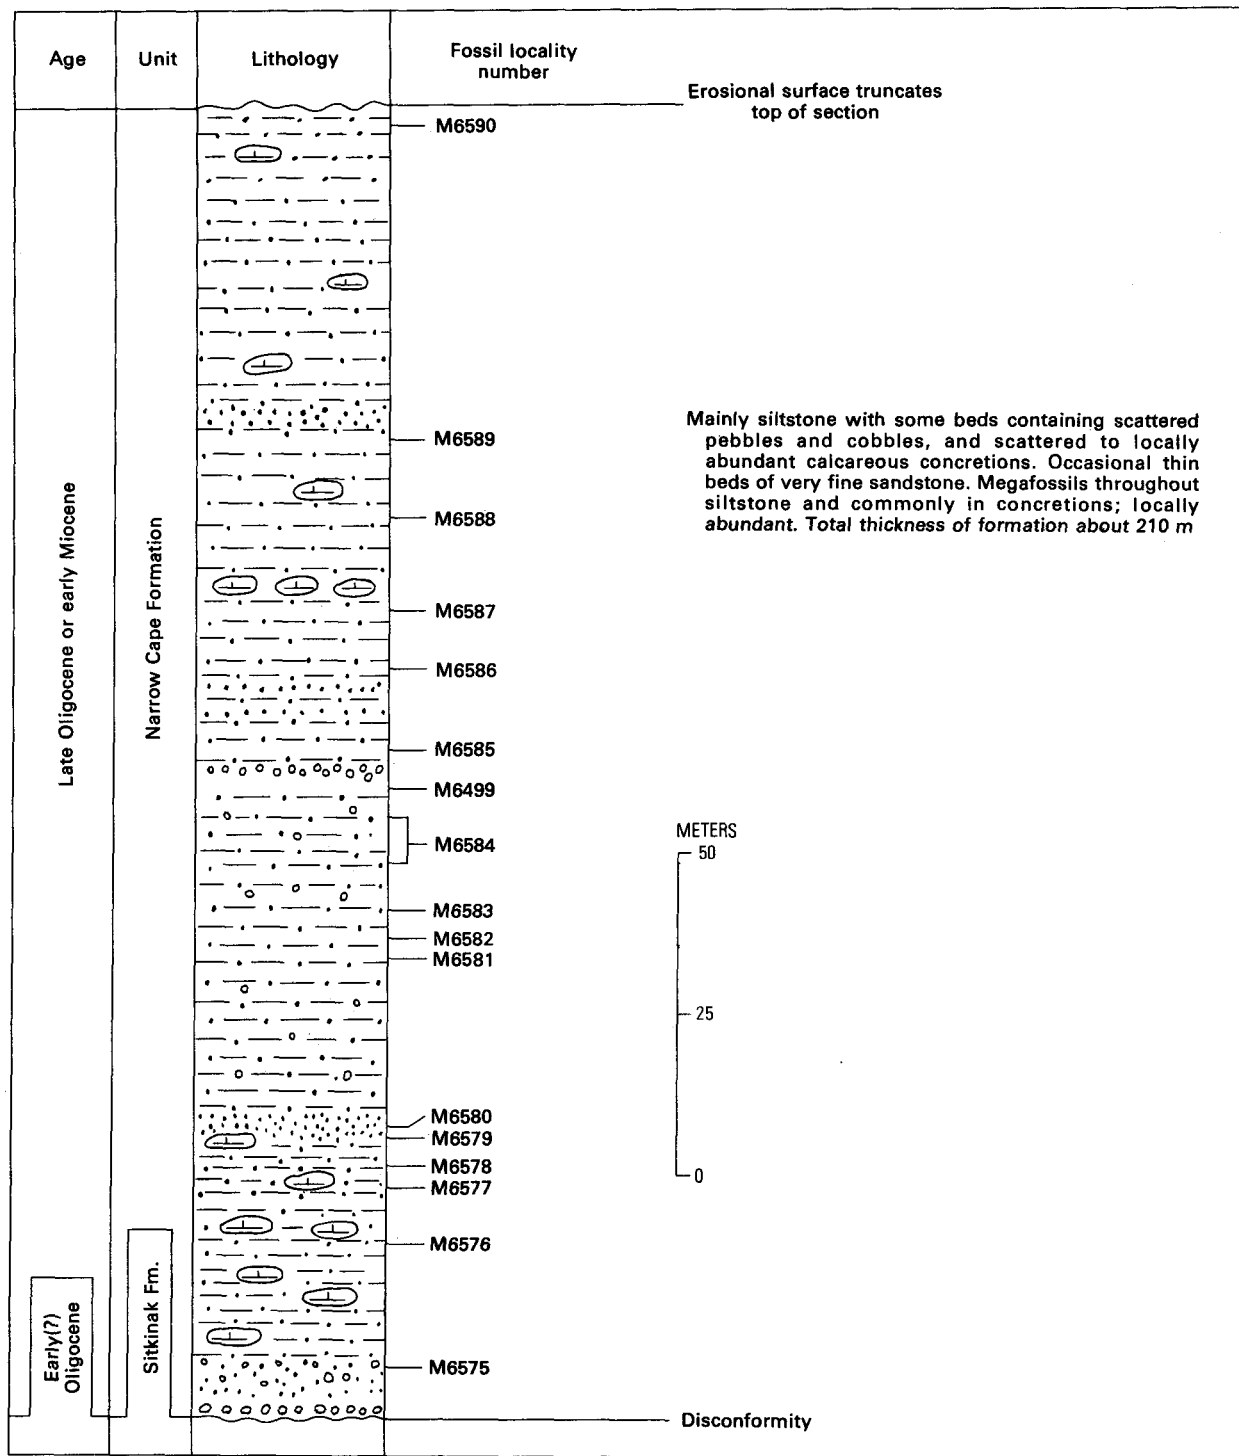 Age
Unit
Lithology
Fossil locality
number
Erosional surface truncates
top of section
M6590
M6589
Mainly siltstone with some beds containing scattered
pebbles and cobbles, and scattered to locally
abundant calcareous concretions. Occasional thin
beds of very fine sandstone. Megafossils throughout
siltstone and commonly in concretions; locally
abundant. Total thickness of formation about 210 m
M6588
M6587
M6586
M6585
M6499
M6584
M6583
M6582
M6581
M6580
M6579
M6578
M6577
M6576
M6575
Late Oligocene or early Miocene
Narrow Cape Formation
METERS
50
25
0
Early(?)
Oligocene
Sitkinak Fm.
Disconformity